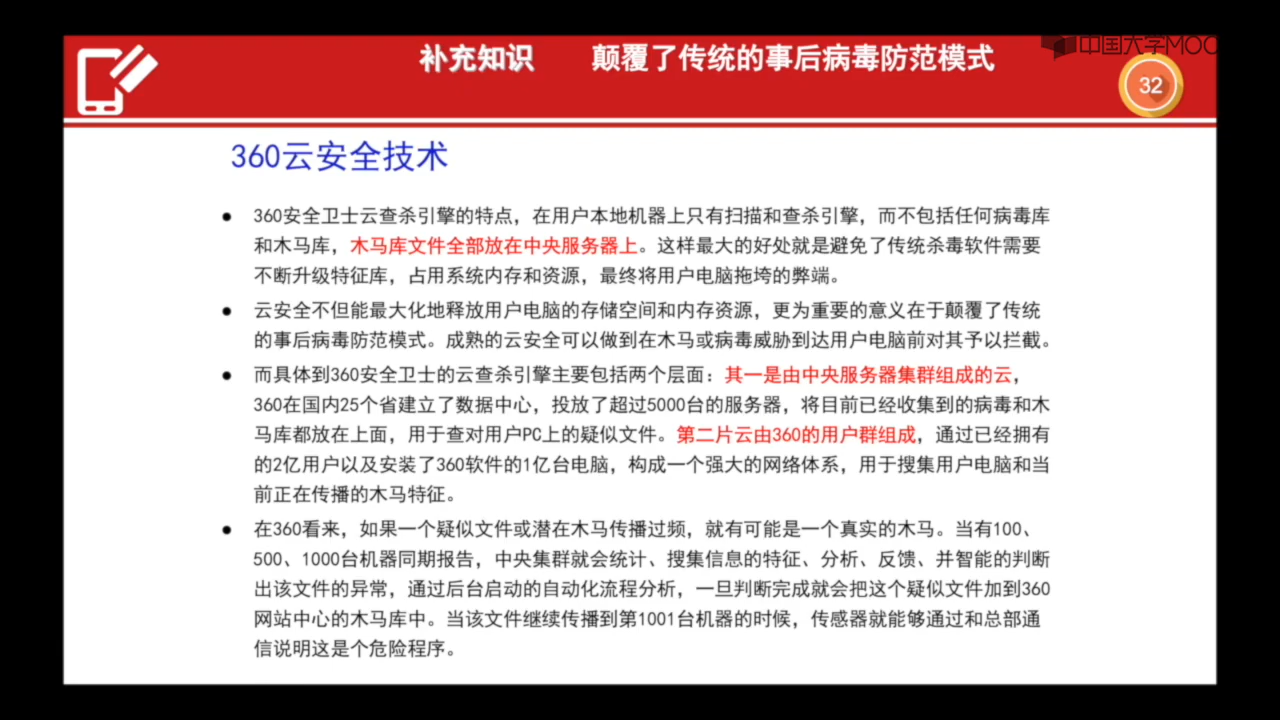 补充知识 颠覆了传统的事后病毒防范模式
中国大学MOOC
32
360云安全技术
● 360安全卫士云查杀引擎的特点，在用户本地机器上只有扫描和查杀引擎，而不包括任何病毒库
和木马库，木马库文件全部放在中央服务器上。这样最大的好处就是避免了传统杀毒软件需要
不断升级特征库，占用系统内存和资源，最终将用户电脑拖垮的弊端。
● 云安全不但能最大化地释放用户电脑的存储空间和内存资源，更为重要的意义在于颠覆了传统
的事后病毒防范模式。成熟的云安全可以做到在木马或病毒威胁到达用户电脑前对其予以拦截。
● 而具体到360安全卫士的云查杀引擎主要包括两个层面：其一是由中央服务器集群组成的云，
360在国内25个省建立了数据中心，投放了超过5000台的服务器，将目前已经收集到的病毒和木
马库都放在上面，用于查对用户PC上的疑似文件。第二片云由360的用户群组成，通过已经拥有
的2亿用户以及安装了360软件的1亿台电脑，构成一个强大的网络体系，用于搜集用户电脑和当
前正在传播的木马特征。
● 在360看来，如果一个疑似文件或潜在木马传播过频，就有可能是一个真实的木马。当有100、
500、1000台机器同期报告，中央集群就会统计、搜集信息的特征、分析、反馈、并智能的判断
出该文件的异常，通过后台启动的自动化流程分析，一旦判断完成就会把这个疑似文件加到360
网站中心的木马库中。当该文件继续传播到第1001台机器的时候，传感器就能够通过和总部通
信说明这是个危险程序。